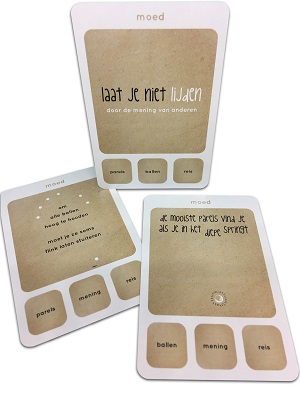 moed
laat je niet lijden
door de mening van anderen
parels ballen reis
moed
om
alle ballen
hoog te houden
moet je ze soms
flink laten stuiteren
parels mening reis
moed
de mooiste parels vind je
als je in het diepe springt
ballen mening reis